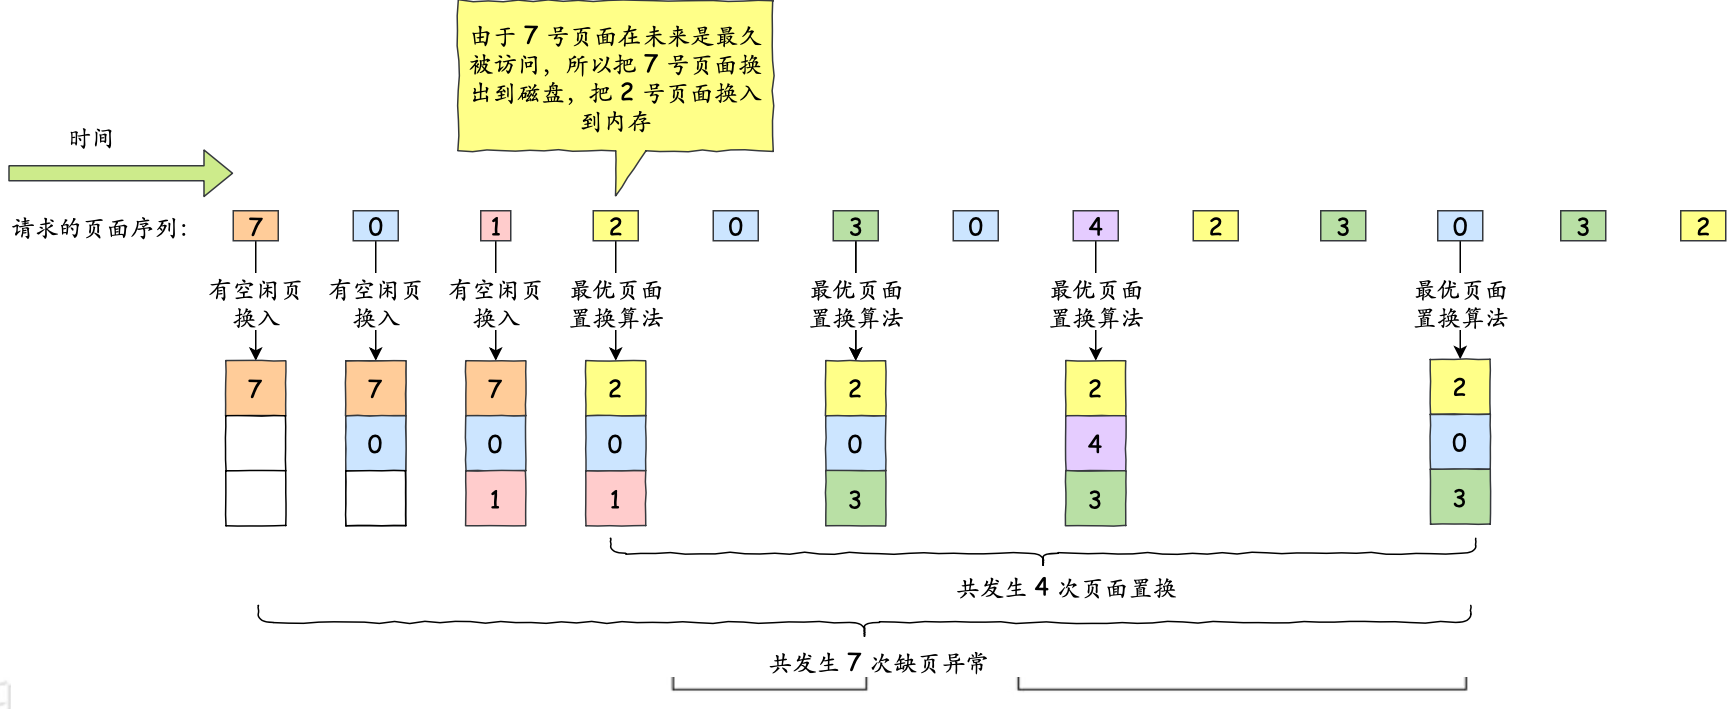 由于 7 号页面在未来是最久
被访问，所以把 7 号页面换
出到磁盘，把 2 号页面换入
到内存
时间
请求的页面序列：
7 0 1 2 0 3 0 4 2 3 0 3 2
有空闲页 有空闲页 有空闲页 最优页面 最优页面 最优页面 最优页面
换入 换入 换入 置换算法 置换算法 置换算法 置换算法
7 7 7 2 2 2 2
0 0 0 0 4 0
1 1 3 3 3
共发生 4 次页面置换
共发生 7 次缺页异常